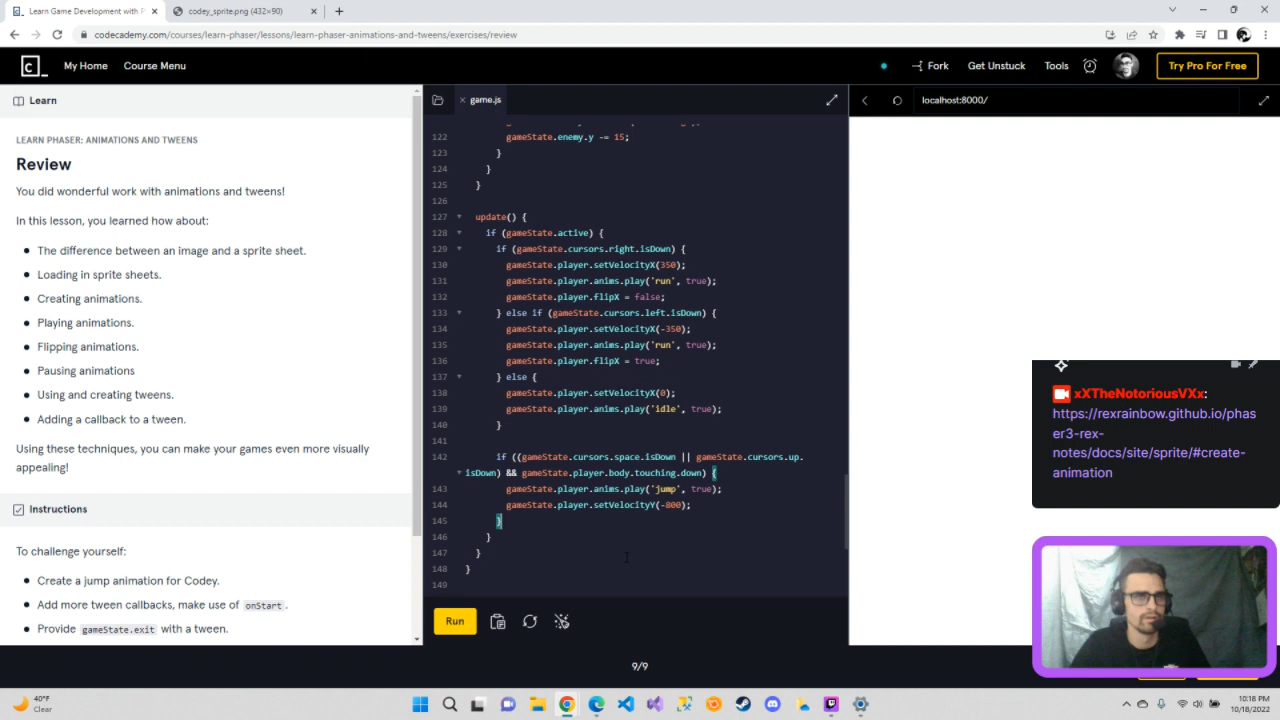 Learn Game Development with P
codey_sprite.png (432×90)
codecademy.com/courses/learn-phaser/lessons/learn-phaser-animations-and-tweens/exercises/review
My Home
Course Menu
Fork
Get Unstuck
Tools
Try Pro For Free
Learn
LEARN PHASER: ANIMATIONS AND TWEENS
Review
You did wonderful work with animations and tweens!
In this lesson, you learned how about:
The difference between an image and a sprite sheet.
Loading in sprite sheets.
Creating animations.
Playing animations.
Flipping animations.
Pausing animations
Using and creating tweens.
Adding a callback to a tween.
Using these techniques, you can make your games even more visually
appealing!
Instructions
To challenge yourself:
Create a jump animation for Codey.
Add more tween callbacks, make use of onStart.
Provide gameState.exit with a tween.
game.js
122 gameState.enemy.y -= 15;
123 }
124 }
125 }
126
127 update() {
128 if (gameState.active) {
129 if (gameState.cursors.right.isDown) {
130 gameState.player.setVelocityX(350);
131 gameState.player.anims.play('run', true);
132 gameState.player.flipX = false;
133 } else if (gameState.cursors.left.isDown) {
134 gameState.player.setVelocityX(-350);
135 gameState.player.anims.play('run', true);
136 gameState.player.flipX = true;
137 } else {
138 gameState.player.setVelocityX(0);
139 gameState.player.anims.play('idle', true);
140 }
141
142 if ((gameState.cursors.space.isDown || gameState.cursors.up.
isDown) && gameState.player.body.touching.down) {
143 gameState.player.anims.play('jump', true);
144 gameState.player.setVelocityY(-800);
145 }
146 }
147 }
148 }
149
Run
localhost:8000/
xXTheNotoriousVXx:
https://rexrainbow.github.io/phas
er3-rex-
notes/docs/site/sprite/#create-
animation
9/9
40°F
Clear
10:18 PM
10/18/2022